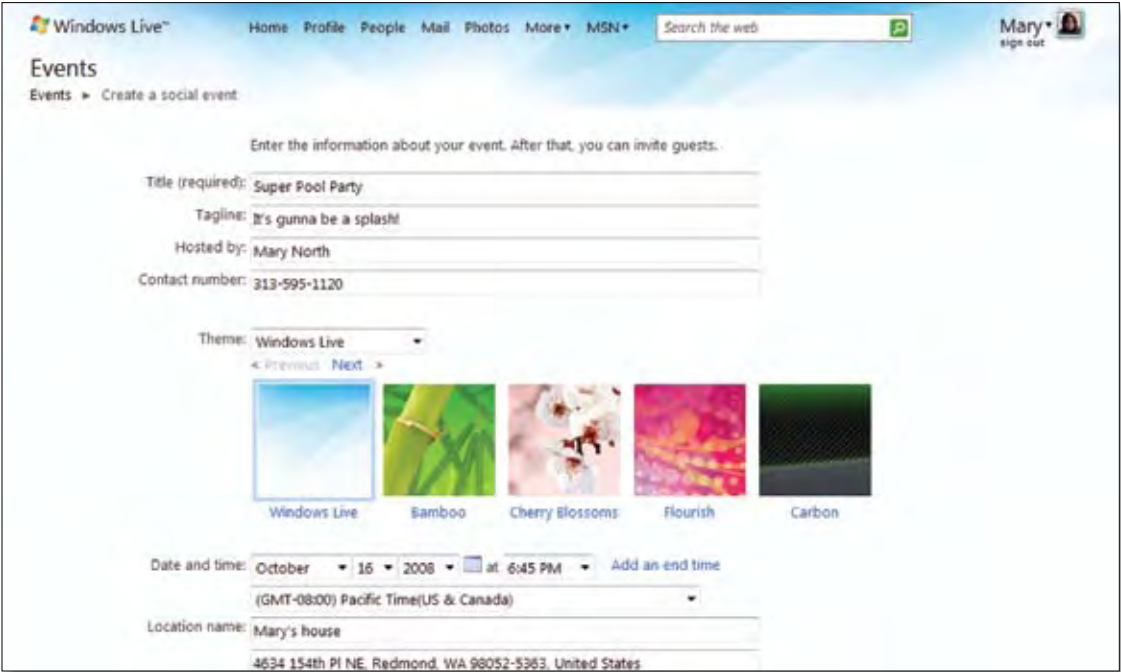 Windows Live™ Home Profile People Mail Photos More MSN Search the web Mary
sign out
Events
Events ▸ Create a social event
Enter the information about your event. After that, you can invite guests.
Title (required): Super Pool Party
Tagline: It's gunna be a splash!
Hosted by: Mary North
Contact number: 313-595-1120
Theme: Windows Live
< Previous Next >
Windows Live Bamboo Cherry Blossoms Flourish Carbon
Date and time: October 16 2008 at 6:45 PM Add an end time
(GMT-08:00) Pacific Time(US & Canada)
Location name: Mary's house
4634 154th Pl NE, Redmond, WA 98052-5363, United States